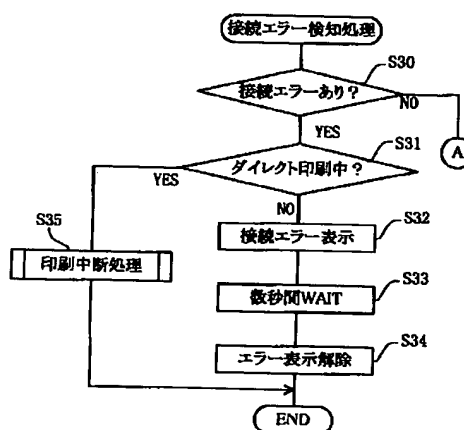 接続エラー検知処理
S30
接続エラーあり?
NO
YES
A
S31
ダイレクト印刷中?
YES
NO
S35
印刷中断処理
S32
接続エラー表示
S33
数秒間WAIT
S34
エラー表示解除
END